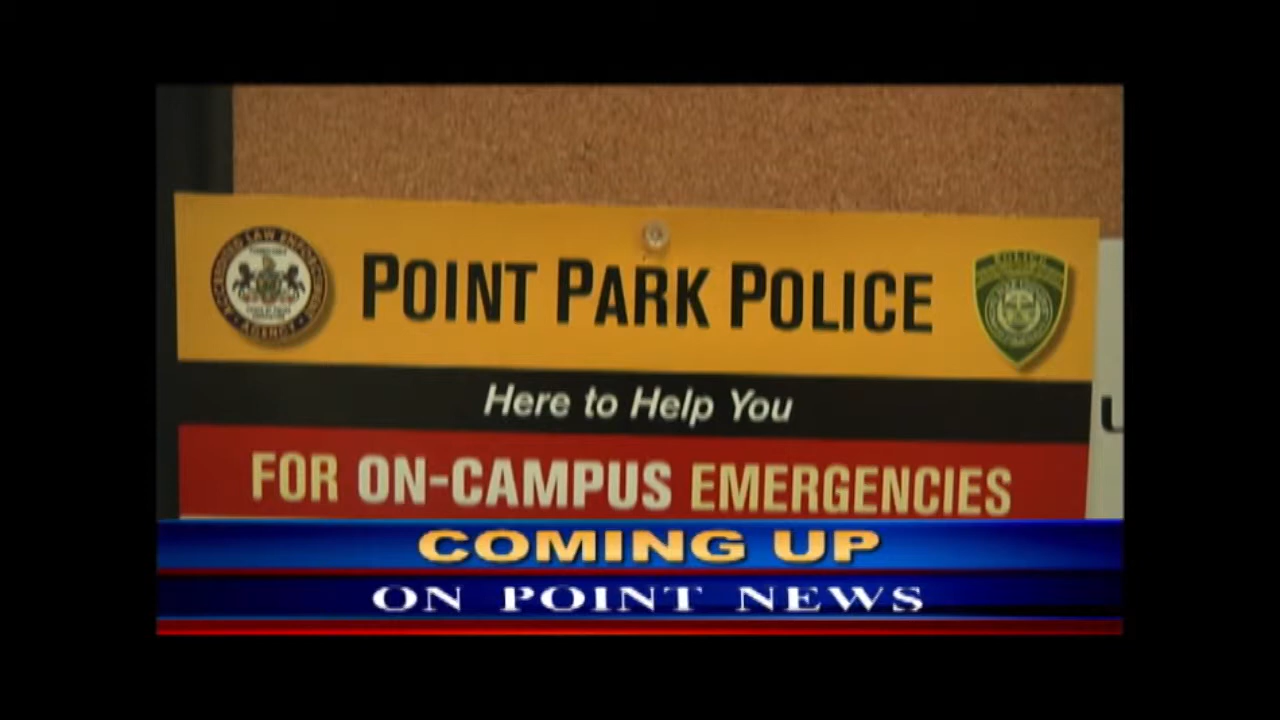 POINT PARK POLICE
Here to Help You
FOR ON-CAMPUS EMERGENCIES
COMING UP
ON POINT NEWS